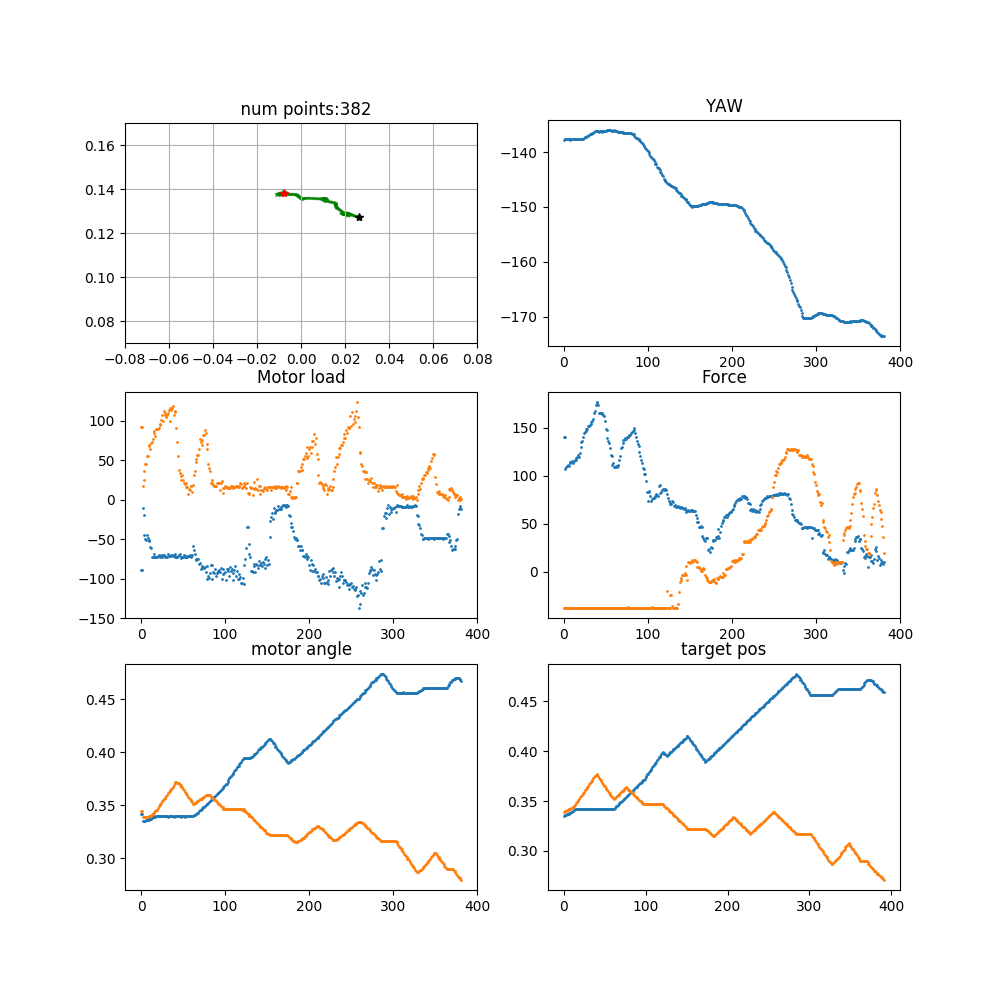 num points:382
YAW
0.16
0.14
0.12
0.10
0.08
−0.08 −0.06 −0.04 −0.02 0.00 0.02 0.04 0.06 0.08
−140
−150
−160
−170
0 100 200 300 400
Motor load
Force
100
50
0
−50
−100
−150
0 100 200 300 400
150
100
50
0
0 100 200 300 400
motor angle
target pos
0.45
0.40
0.35
0.30
0 100 200 300 400
0.45
0.40
0.35
0.30
0 100 200 300 400